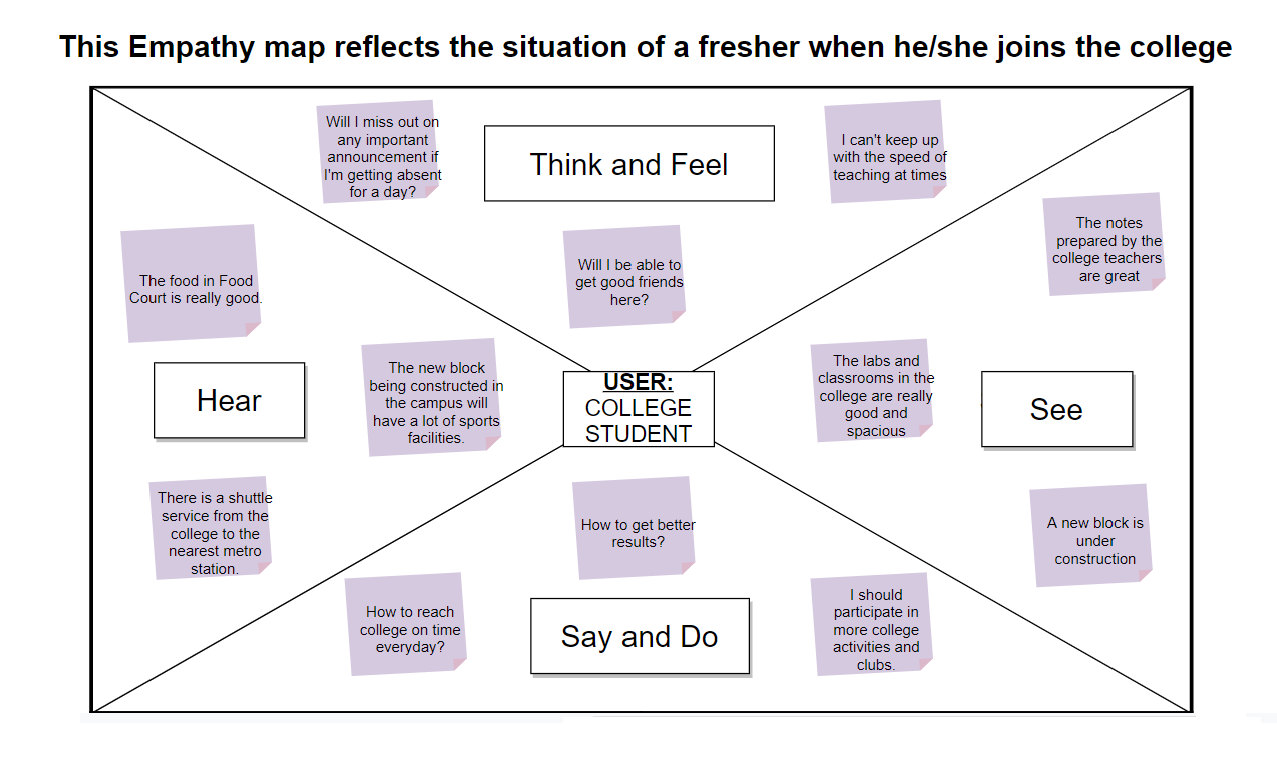 This Empathy map reflects the situation of a fresher when he/she joins the college
Will I miss out on
any important
announcement if
I'm getting absent
for a day?
Think and Feel
I can't keep up
with the speed of
teaching at times
The notes
prepared by the
college teachers
are great
The food in Food
Court is really good.
Will I be able to
get good friends
here?
The new block
being constructed in
the campus will
have a lot of sports
facilities.
The labs and
classrooms in the
college are really
good and
spacious
Hear
USER:
COLLEGE
STUDENT
See
There is a shuttle
service from the
college to the
nearest metro
station.
How to get better
results?
A new block is
under
construction
How to reach
college on time
everyday?
Say and Do
I should
participate in
more college
activities and
clubs.